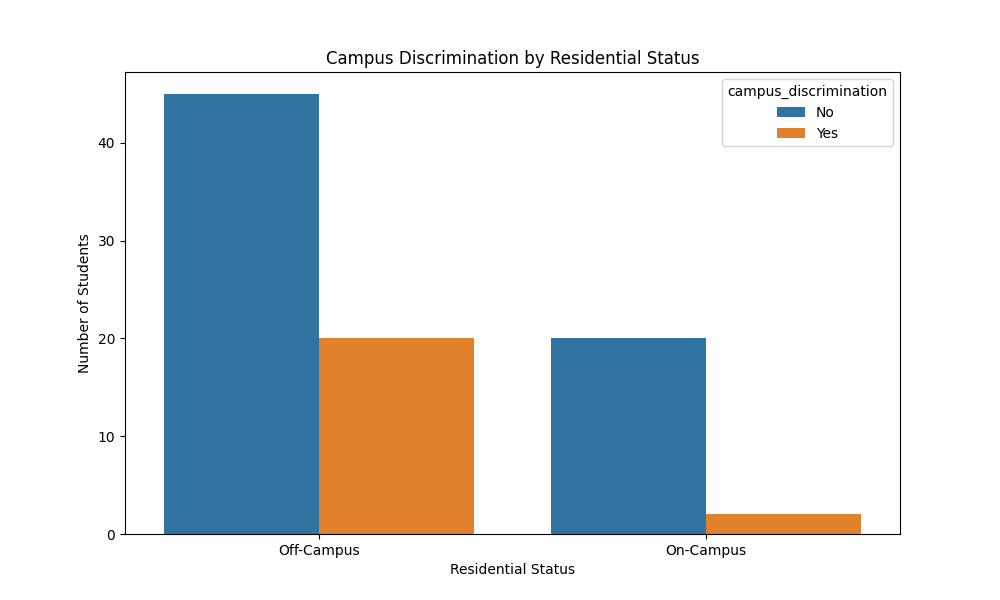 Campus Discrimination by Residential Status
campus_discrimination
No
Yes
Number of Students
40
30
20
10
0
Off-Campus
On-Campus
Residential Status